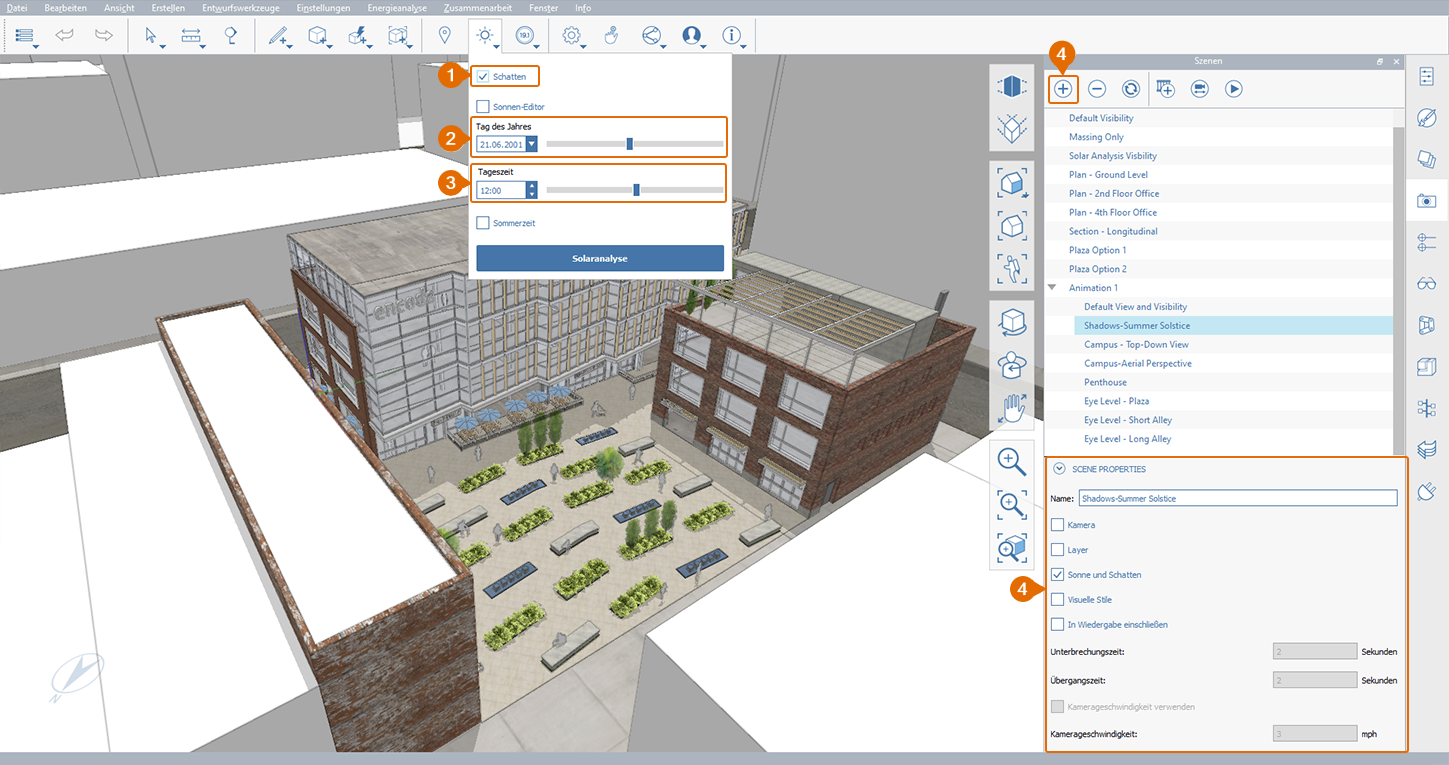 Datei Bearbeiten Ansicht Erstellen Entwurfswerkzeuge Einstellungen Energieanalyse Zusammenarbeit Fenster Info
19.1
1
Schatten
Sonnen-Editor
2
Tag des Jahres
21.06.2001
3
Tageszeit
12:00
Sommerzeit
Solaranalyse
N
4
Szenen
Default Visibility
Massing Only
Solar Analysis Visbility
Plan - Ground Level
Plan - 2nd Floor Office
Plan - 4th Floor Office
Section - Longitudinal
Plaza Option 1
Plaza Option 2
Animation 1
Default View and Visibility
Shadows-Summer Solstice
Campus - Top-Down View
Campus-Aerial Perspective
Penthouse
Eye Level - Plaza
Eye Level - Short Alley
Eye Level - Long Alley
4
SCENE PROPERTIES
Name: Shadows-Summer Solstice
Kamera
Layer
Sonne und Schatten
Visuelle Stile
In Wiedergabe einschließen
Unterbrechungszeit: 2 Sekunden
Übergangszeit: 2 Sekunden
Kamerageschwindigkeit verwenden
Kamerageschwindigkeit: 3 mph